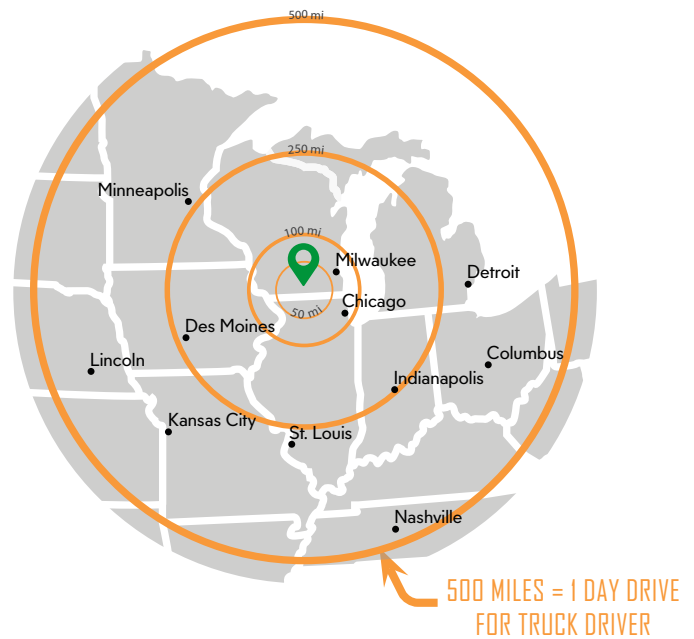 500 mi
250 mi
Minneapolis
100 mi
Milwaukee
Detroit
Chicago
50 mi
Des Moines
Lincoln
Columbus
Indianapolis
Kansas City
St. Louis
Nashville
500 MILES = 1 DAY DRIVE
FOR TRUCK DRIVER